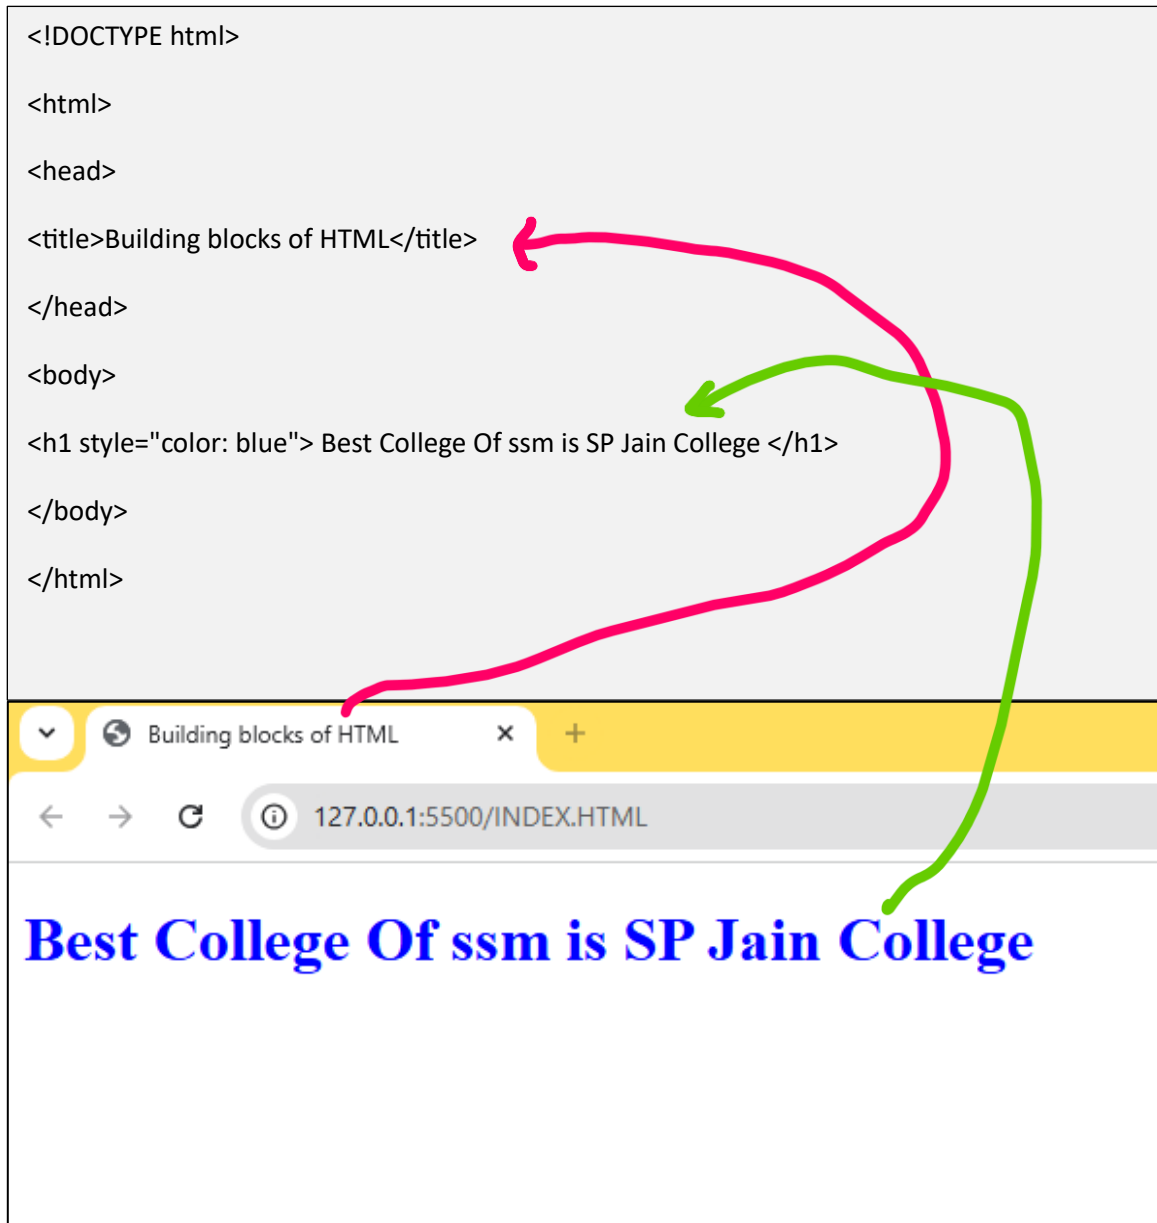 <!DOCTYPE html>
<html>
<head>
<title>Building blocks of HTML</title>
</head>
<body>
<h1 style="color: blue"> Best College Of ssm is SP Jain College </h1>
</body>
</html>
Building blocks of HTML
127.0.0.1:5500/INDEX.HTML
Best College Of ssm is SP Jain College